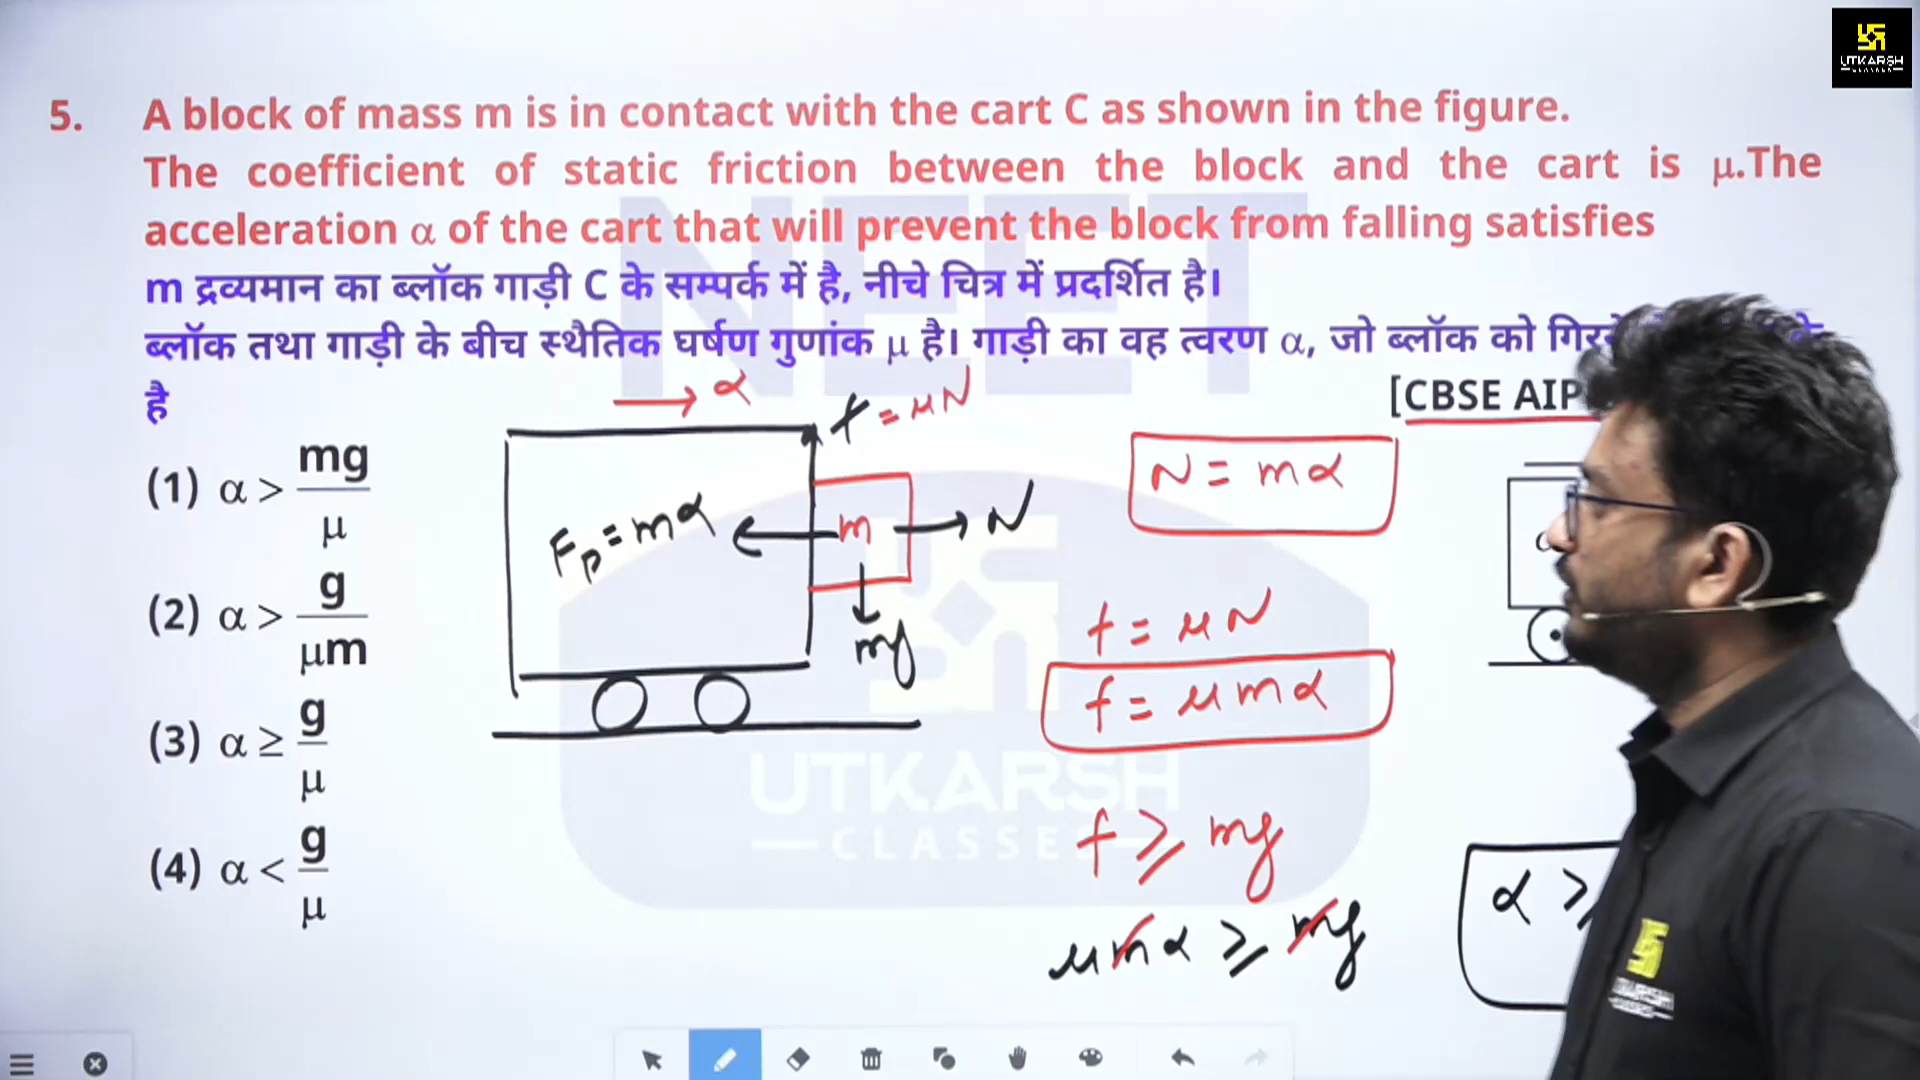 UTKARSH
CLASSES
5. A block of mass m is in contact with the cart C as shown in the figure.
The coefficient of static friction between the block and the cart is μ.The
acceleration α of the cart that will prevent the block from falling satisfies
m द्रव्यमान का ब्लॉक गाड़ी C के सम्पर्क में है, नीचे चित्र में प्रदर्शित है।
ब्लॉक तथा गाड़ी के बीच स्थैतिक घर्षण गुणांक μ है। गाड़ी का वह त्वरण α, जो ब्लॉक को
है
[CBSE AIP
(1) α > mg/μ
(2) α > g/μm
(3) α ≥ g/μ
(4) α < g/μ
α
f = μN
Fp = mα
m
N
mg
N = mα
f = μN
f = μmα
f ≥ mg
μmα ≥ mg
α ≥
NEET
UTKARSH
CLASSES